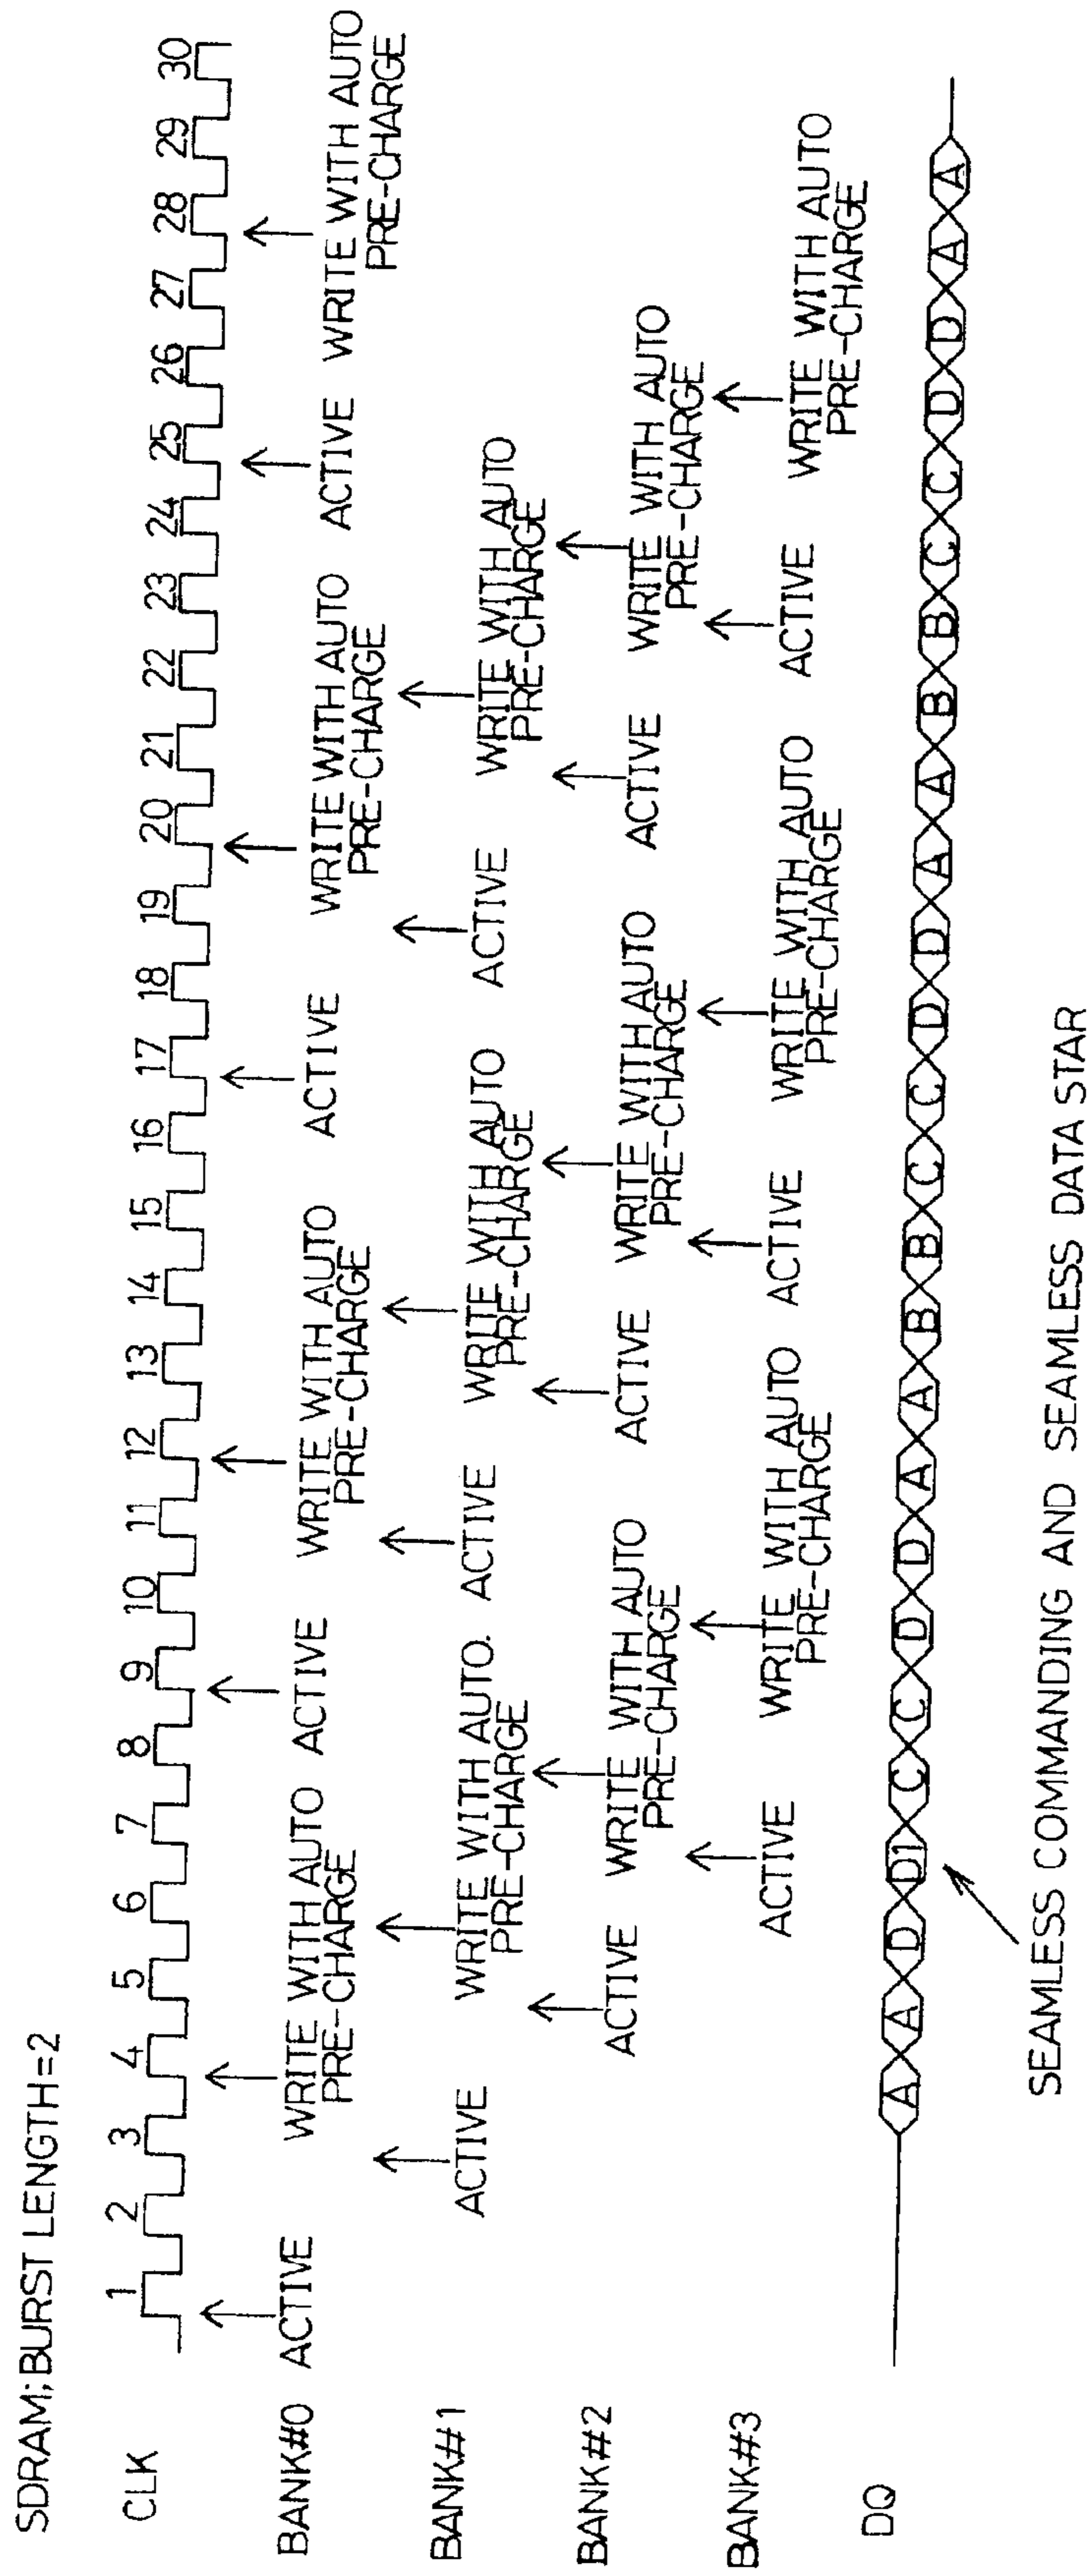 SDRAM;BURST LENGTH=2
CLK 1 2 3 4 5 6 7 8 9 10 11 12 13 14 15 16 17 18 19 20 21 22 23 24 25 26 27 28 29 30
BANK#0 ACTIVE WRITE WITH AUTO ACTIVE WRITE WITH AUTO ACTIVE WRITE WITH AUTO ACTIVE WRITE WITH AUTO
PRE-CHARGE PRE-CHARGE PRE-CHARGE PRE-CHARGE
BANK#1 ACTIVE WRITE WITH AUTO. ACTIVE WRITE WITH AUTO ACTIVE WRITE WITH AUTO
PRE-CHARGE PRE-CHARGE PRE-CHARGE
BANK#2 ACTIVE WRITE WITH AUTO ACTIVE WRITE WITH AUTO ACTIVE WRITE WITH AUTO
PRE-CHARGE PRE-CHARGE PRE-CHARGE
BANK#3 ACTIVE WRITE WITH AUTO ACTIVE WRITE WITH AUTO ACTIVE WRITE WITH AUTO
PRE-CHARGE PRE-CHARGE PRE-CHARGE
DQ A A D D1 C C D D A A B B C C D D A A B B C C D D A A
SEAMLESS COMMANDING AND SEAMLESS DATA STAR